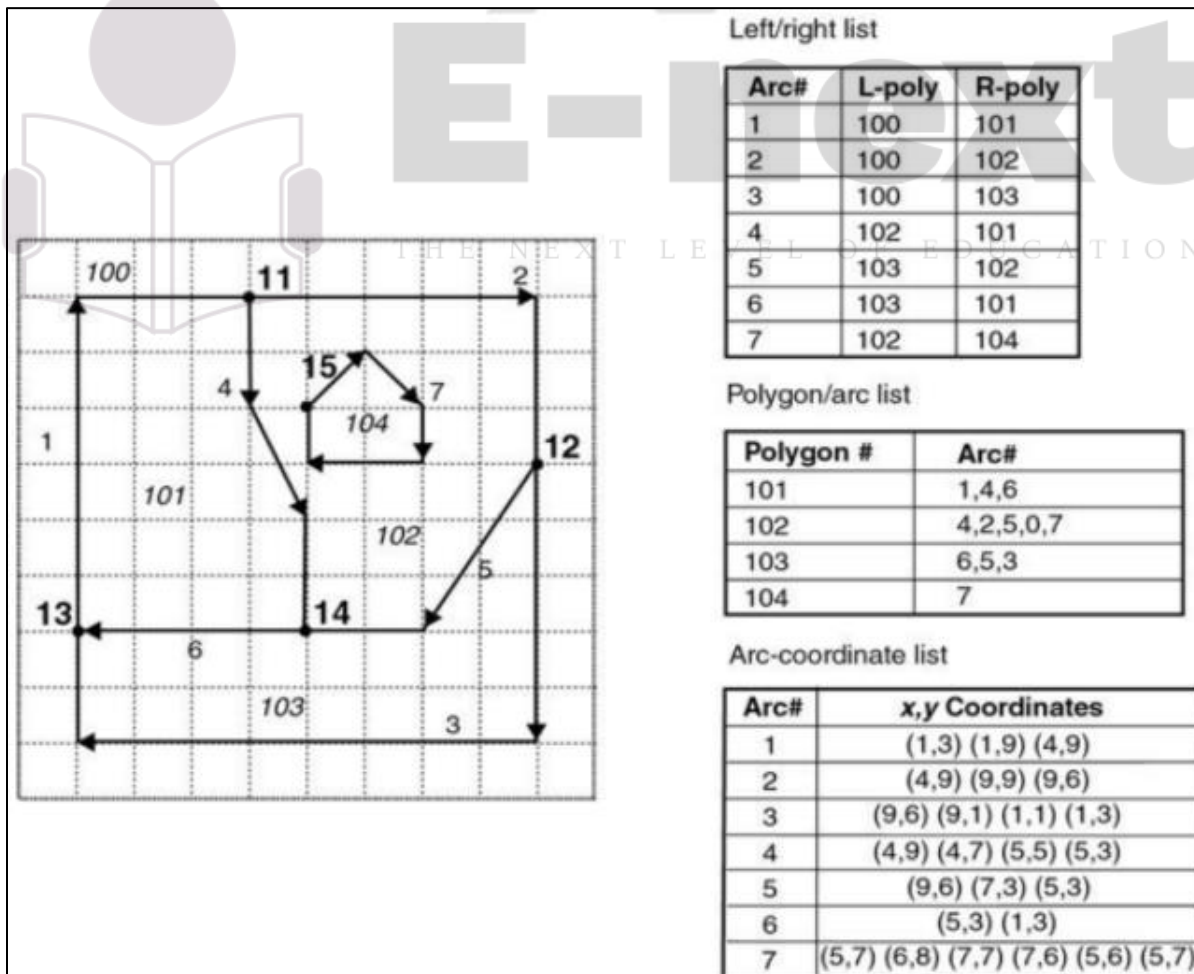 E-next
THE NEXT LEVEL OF EDUCATION
100
11
2
15
4
7
104
12
1
101
102
5
13
14
6
103
3
Left/right list
Arc# L-poly R-poly
1 100 101
2 100 102
3 100 103
4 102 101
5 103 102
6 103 101
7 102 104
Polygon/arc list
Polygon # Arc#
101 1,4,6
102 4,2,5,0,7
103 6,5,3
104 7
Arc-coordinate list
Arc# x,y Coordinates
1 (1,3) (1,9) (4,9)
2 (4,9) (9,9) (9,6)
3 (9,6) (9,1) (1,1) (1,3)
4 (4,9) (4,7) (5,5) (5,3)
5 (9,6) (7,3) (5,3)
6 (5,3) (1,3)
7 (5,7) (6,8) (7,7) (7,6) (5,6) (5,7)